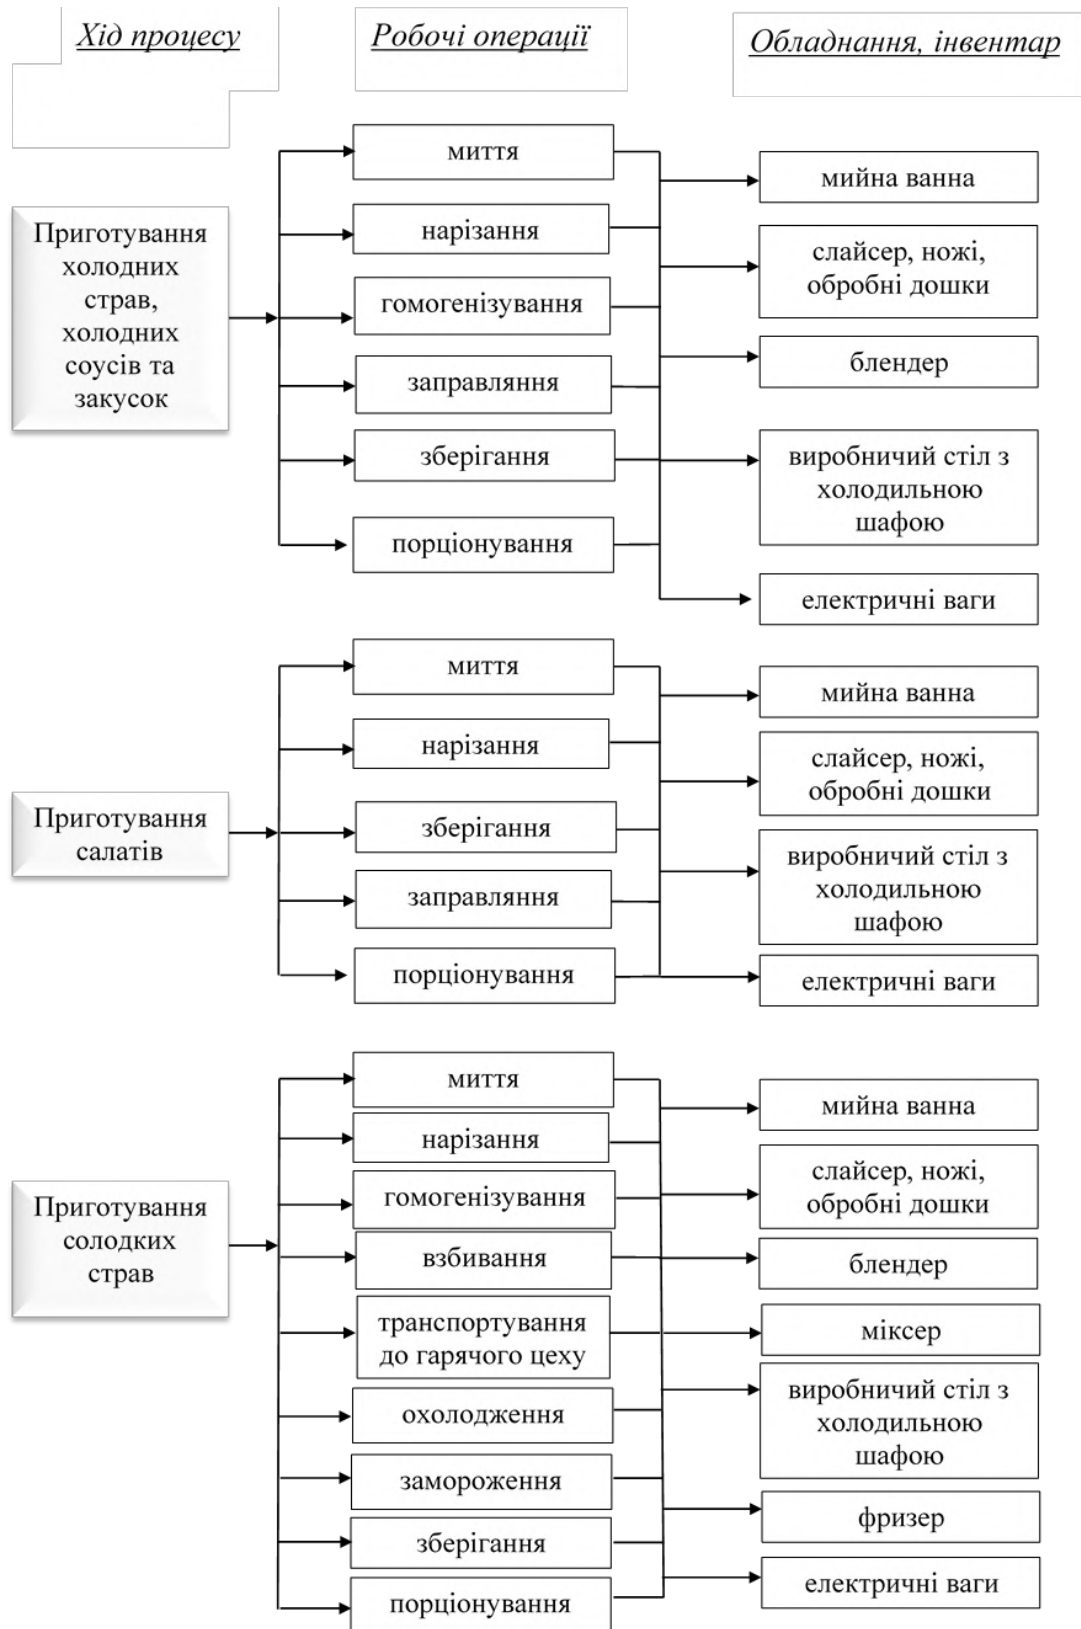 Хід процесу
Робочі операції
Обладнання, інвентар
Приготування
холодних
страв,
холодних
соусів та
закусок
миття
нарізання
гомогенізування
заправляння
зберігання
порціонування
мийна ванна
слайсер, ножі,
обробні дошки
блендер
виробничий стіл з
холодильною
шафою
електричні ваги
Приготування
салатів
миття
нарізання
зберігання
заправляння
порціонування
мийна ванна
слайсер, ножі,
обробні дошки
виробничий стіл з
холодильною
шафою
електричні ваги
Приготування
солодких
страв
миття
нарізання
гомогенізування
взбивання
транспортування
до гарячого цеху
охолодження
замороження
зберігання
порціонування
мийна ванна
слайсер, ножі,
обробні дошки
блендер
міксер
виробничий стіл з
холодильною
шафою
фризер
електричні ваги